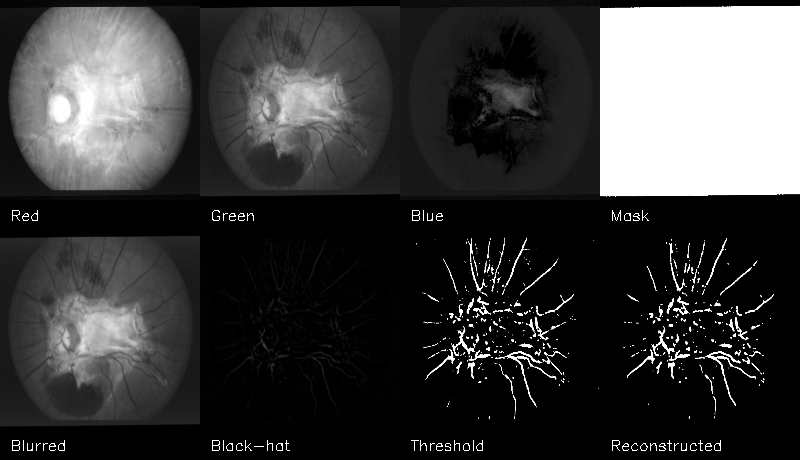 Red
Green
Blue
Mask
Blurred
Black-hat
Threshold
Reconstructed